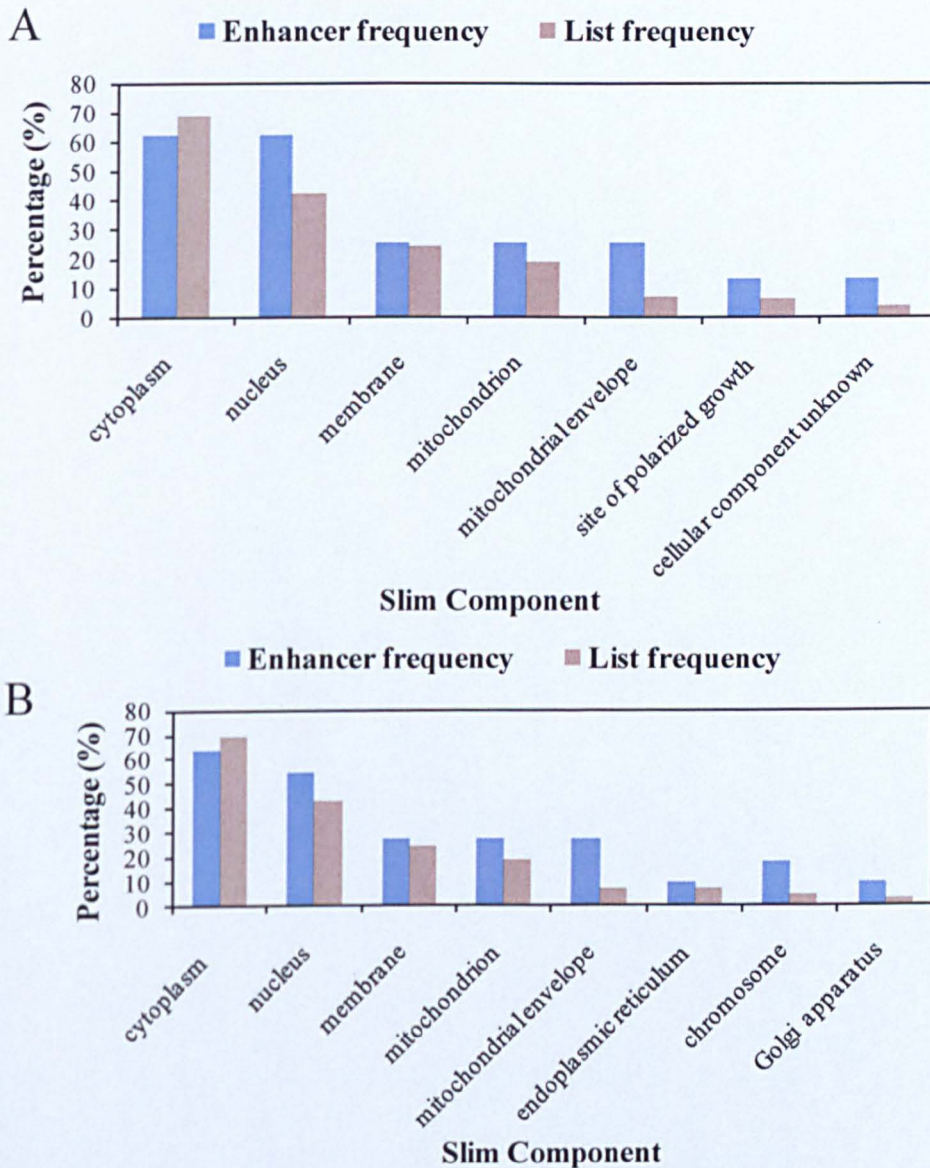 A
Enhancer frequency List frequency
80
70
60
50
40
30
20
10
0
Percentage (%)
cytoplasm
nucleus
membrane
mitochondrion
mitochondrial envelope
site of polarized growth
cellular component unknown
Slim Component
Enhancer frequency List frequency
B
80
70
60
50
40
30
20
10
0
Percentage (%)
cytoplasm
nucleus
membrane
mitochondrion
mitochondrial envelope
endoplasmic reticulum
chromosome
Golgi apparatus
Slim Component